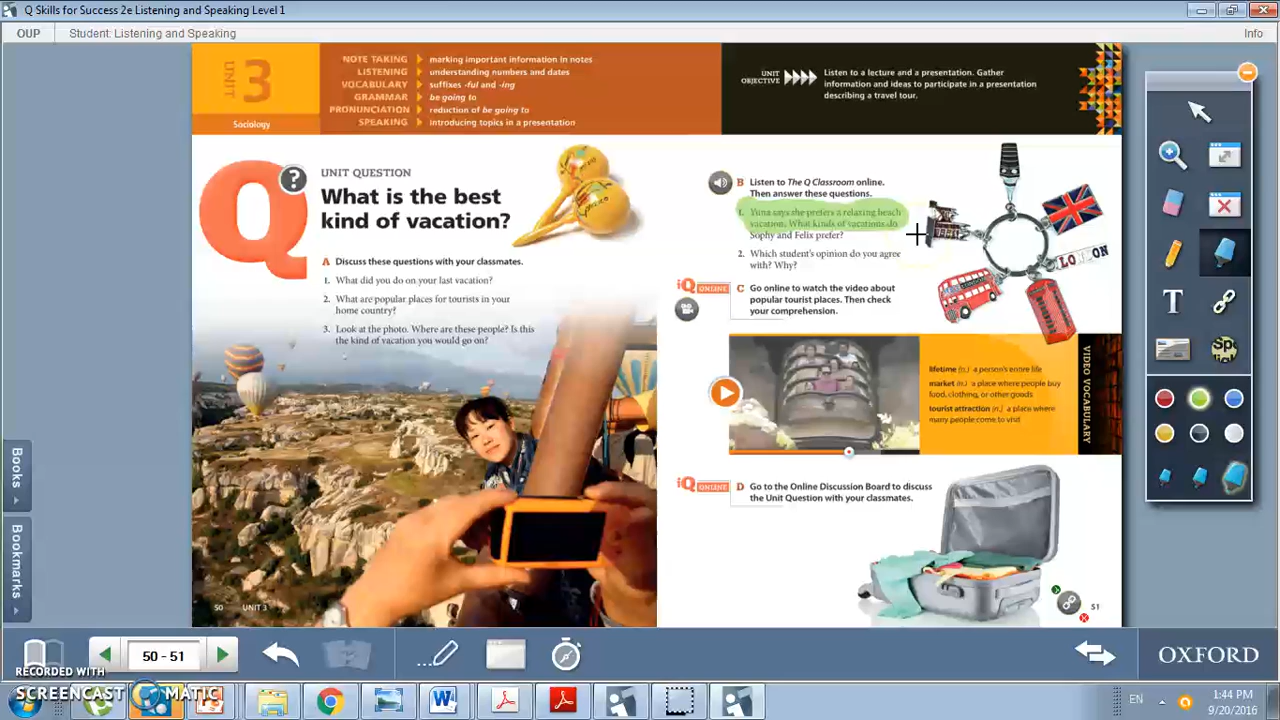 Q Skills for Success 2e Listening and Speaking Level 1
OUP
Student: Listening and Speaking
Info
UNIT
3
Sociology
NOTE TAKING marking important information in notes
LISTENING understanding numbers and dates
VOCABULARY suffixes -ful and -ing
GRAMMAR be going to
PRONUNCIATION reduction of be going to
SPEAKING introducing topics in a presentation
UNIT
OBJECTIVE
Listen to a lecture and a presentation. Gather
information and ideas to participate in a presentation
describing a travel tour.
Q
?
UNIT QUESTION
What is the best
kind of vacation?
A Discuss these questions with your classmates.
1. What did you do on your last vacation?
2. What are popular places for tourists in your
home country?
3. Look at the photo. Where are these people? Is this
the kind of vacation you would go on?
50 UNIT 3
B Listen to The Q Classroom online.
Then answer these questions.
1. Yuna says she prefers a relaxing beach
vacation. What kinds of vacations do
Sophy and Felix prefer?
2. Which student's opinion do you agree
with? Why?
LONDON
iQ ONLINE
C Go online to watch the video about
popular tourist places. Then check
your comprehension.
lifetime (n.) a person's entire life
market (n.) a place where people buy
food, clothing, or other goods
tourist attraction (n.) a place where
many people come to visit
VIDEO VOCABULARY
iQ ONLINE
D Go to the Online Discussion Board to discuss
the Unit Question with your classmates.
51
T
Books
Bookmarks
50 - 51
OXFORD
RECORDED WITH
SCREENCAST MATIC
W
EN
1:44 PM
9/20/2016